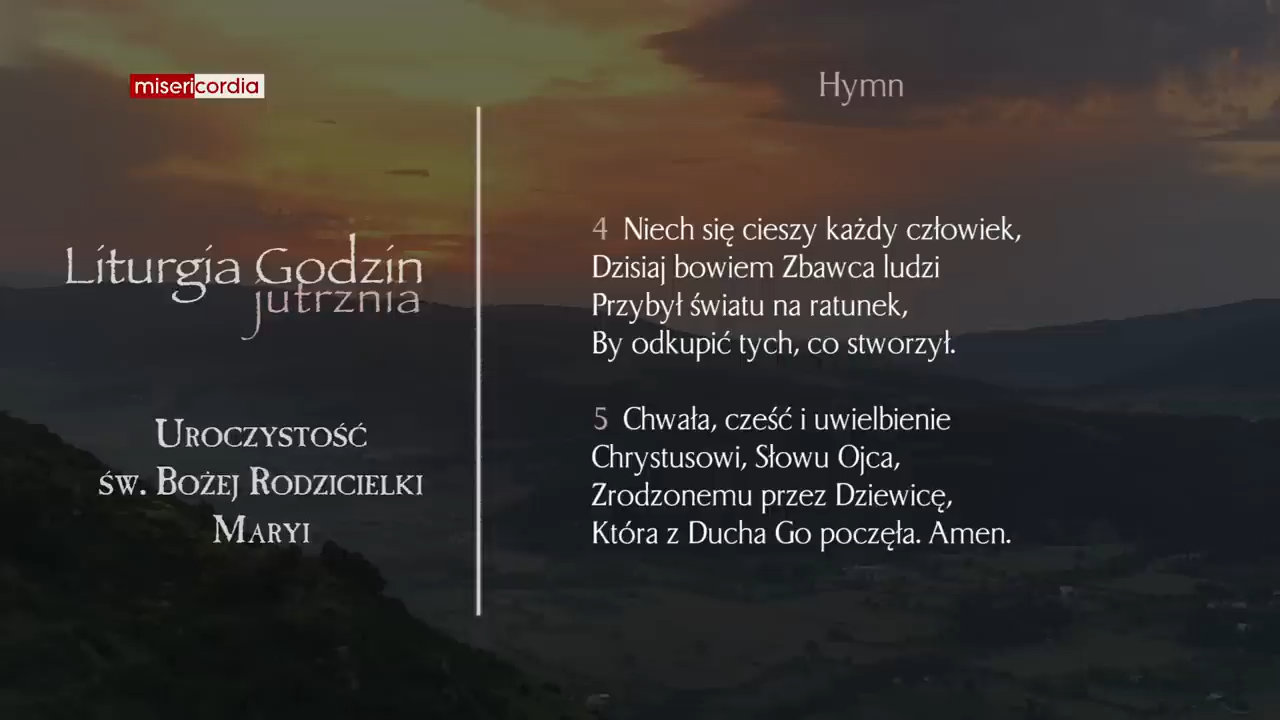 misericordia
Liturgia Godzin
jutrznia
Uroczystość
św. Bożej Rodzicielki
Maryi
Hymn
4 Niech się cieszy każdy człowiek,
Dzisiaj bowiem Zbawca ludzi
Przybył światu na ratunek,
By odkupić tych, co stworzył.
5 Chwała, cześć i uwielbienie
Chrystusowi, Słowu Ojca,
Zrodzonemu przez Dziewicę,
Która z Ducha Go poczęła. Amen.